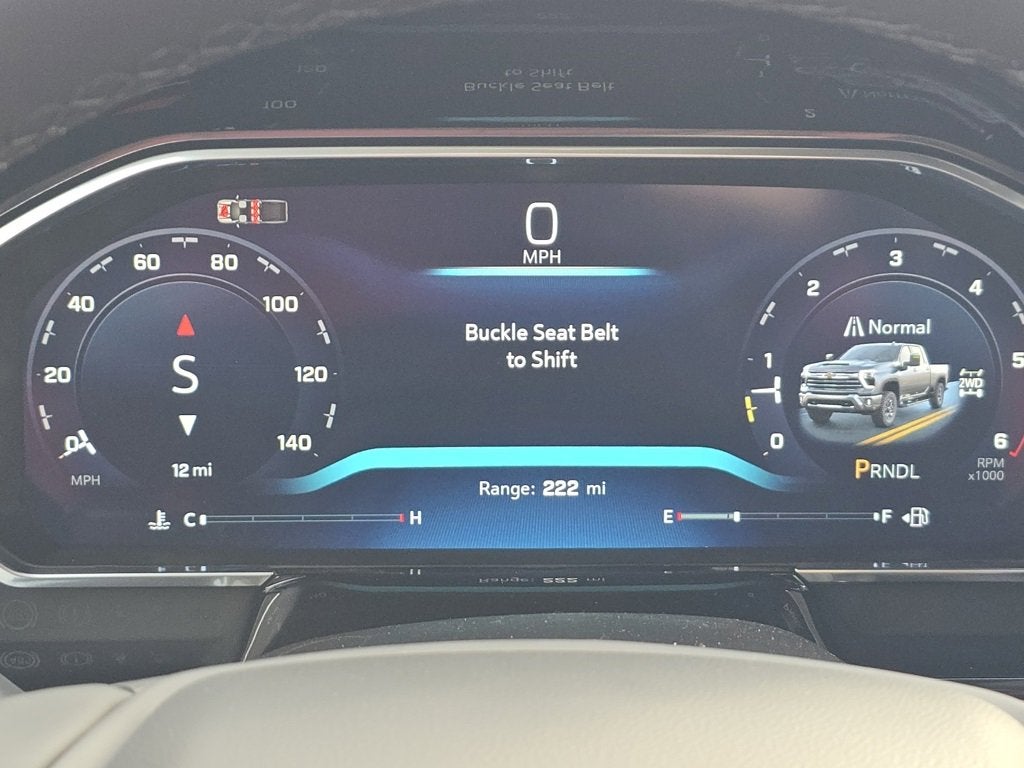 0
MPH
60 80
40 100
20 120
0 140
MPH
S
12 mi
Buckle Seat Belt
to Shift
3
2 4
1 5
0 6
Normal
2WD
PRNDL
RPM
x1000
Range: 222 mi
C H
E F